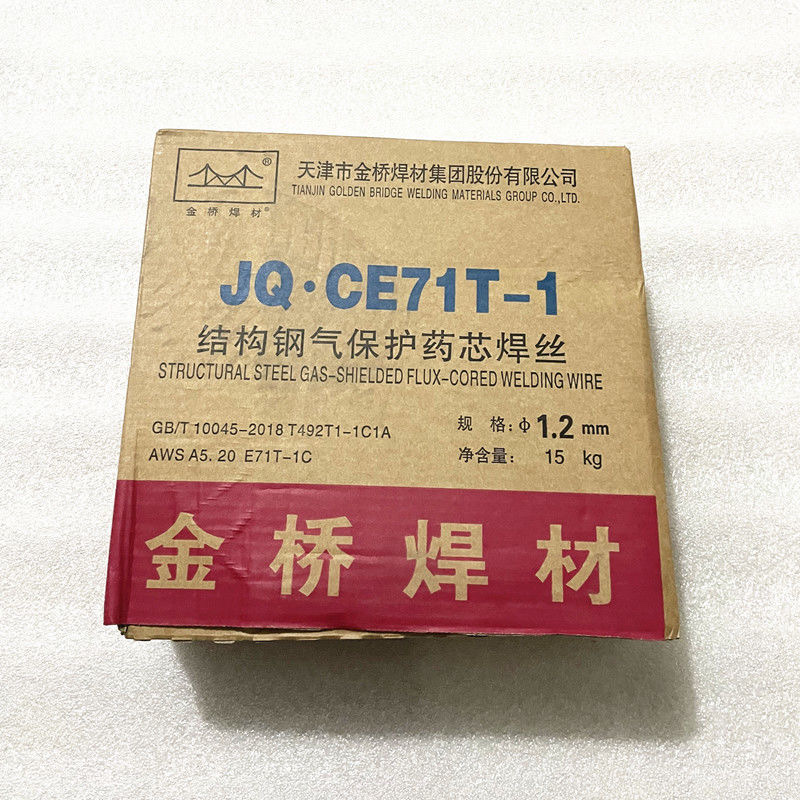 ®
金桥焊材®
天津市金桥焊材集团股份有限公司
TIANJIN GOLDEN BRIDGE WELDING MATERIALS GROUP CO.,LTD.
JQ·CE71T-1
结构钢气保护药芯焊丝
STRUCTURAL STEEL GAS-SHIELDED FLUX-CORED WELDING WIRE
GB/T 10045-2018 T492T1-1C1A
规 格: ф 1.2 mm
AWS A5. 20 E71T-1C
净含量: 15 kg
金桥焊材